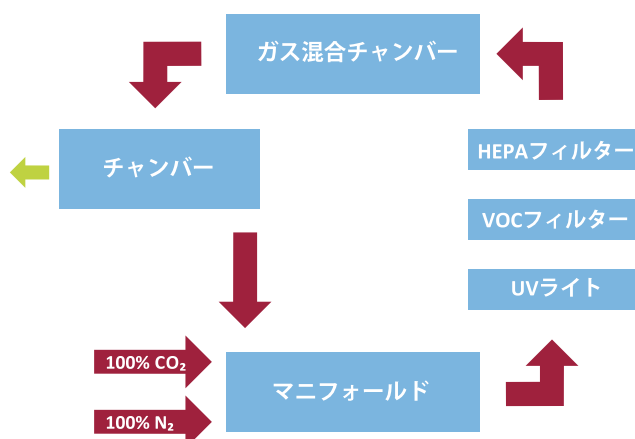 ガス混合チャンバー
チャンバー
HEPAフィルター
VOCフィルター
UVライト
100% CO₂
マニフォールド
100% N₂